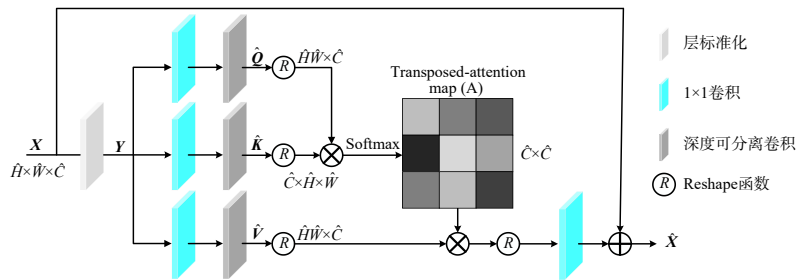 Q̂
R
ĤŴ×Ĉ
层标准化
Transposed-attention
map (A)
1×1卷积
X
Y
K̂
R
Softmax
Ĥ×Ŵ×Ĉ
Ĉ×Ĥ×Ŵ
Ĉ×Ĉ
深度可分离卷积
R Reshape函数
V̂
R
ĤŴ×Ĉ
R
X̂